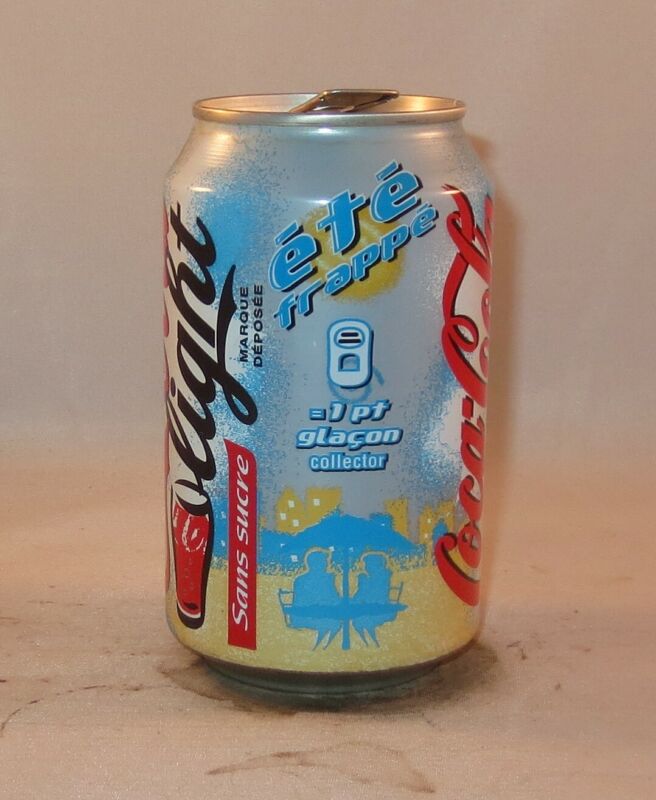 light
MARQUE
DÉPOSÉE
Sans sucre
été
frappé
= 1 pt
glaçon
collector
Coca-Cola